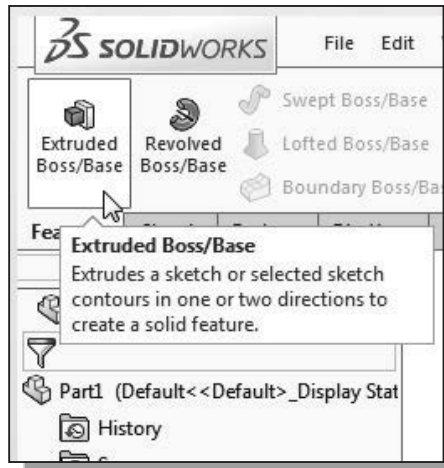 SOLIDWORKS File Edit
Extruded Boss/Base
Revolved Boss/Base
Swept Boss/Base
Lofted Boss/Base
Boundary Boss/Ba
Fea
Extruded Boss/Base
Extrudes a sketch or selected sketch
contours in one or two directions to
create a solid feature.
Part1 (Default<<Default>_Display Stat
History